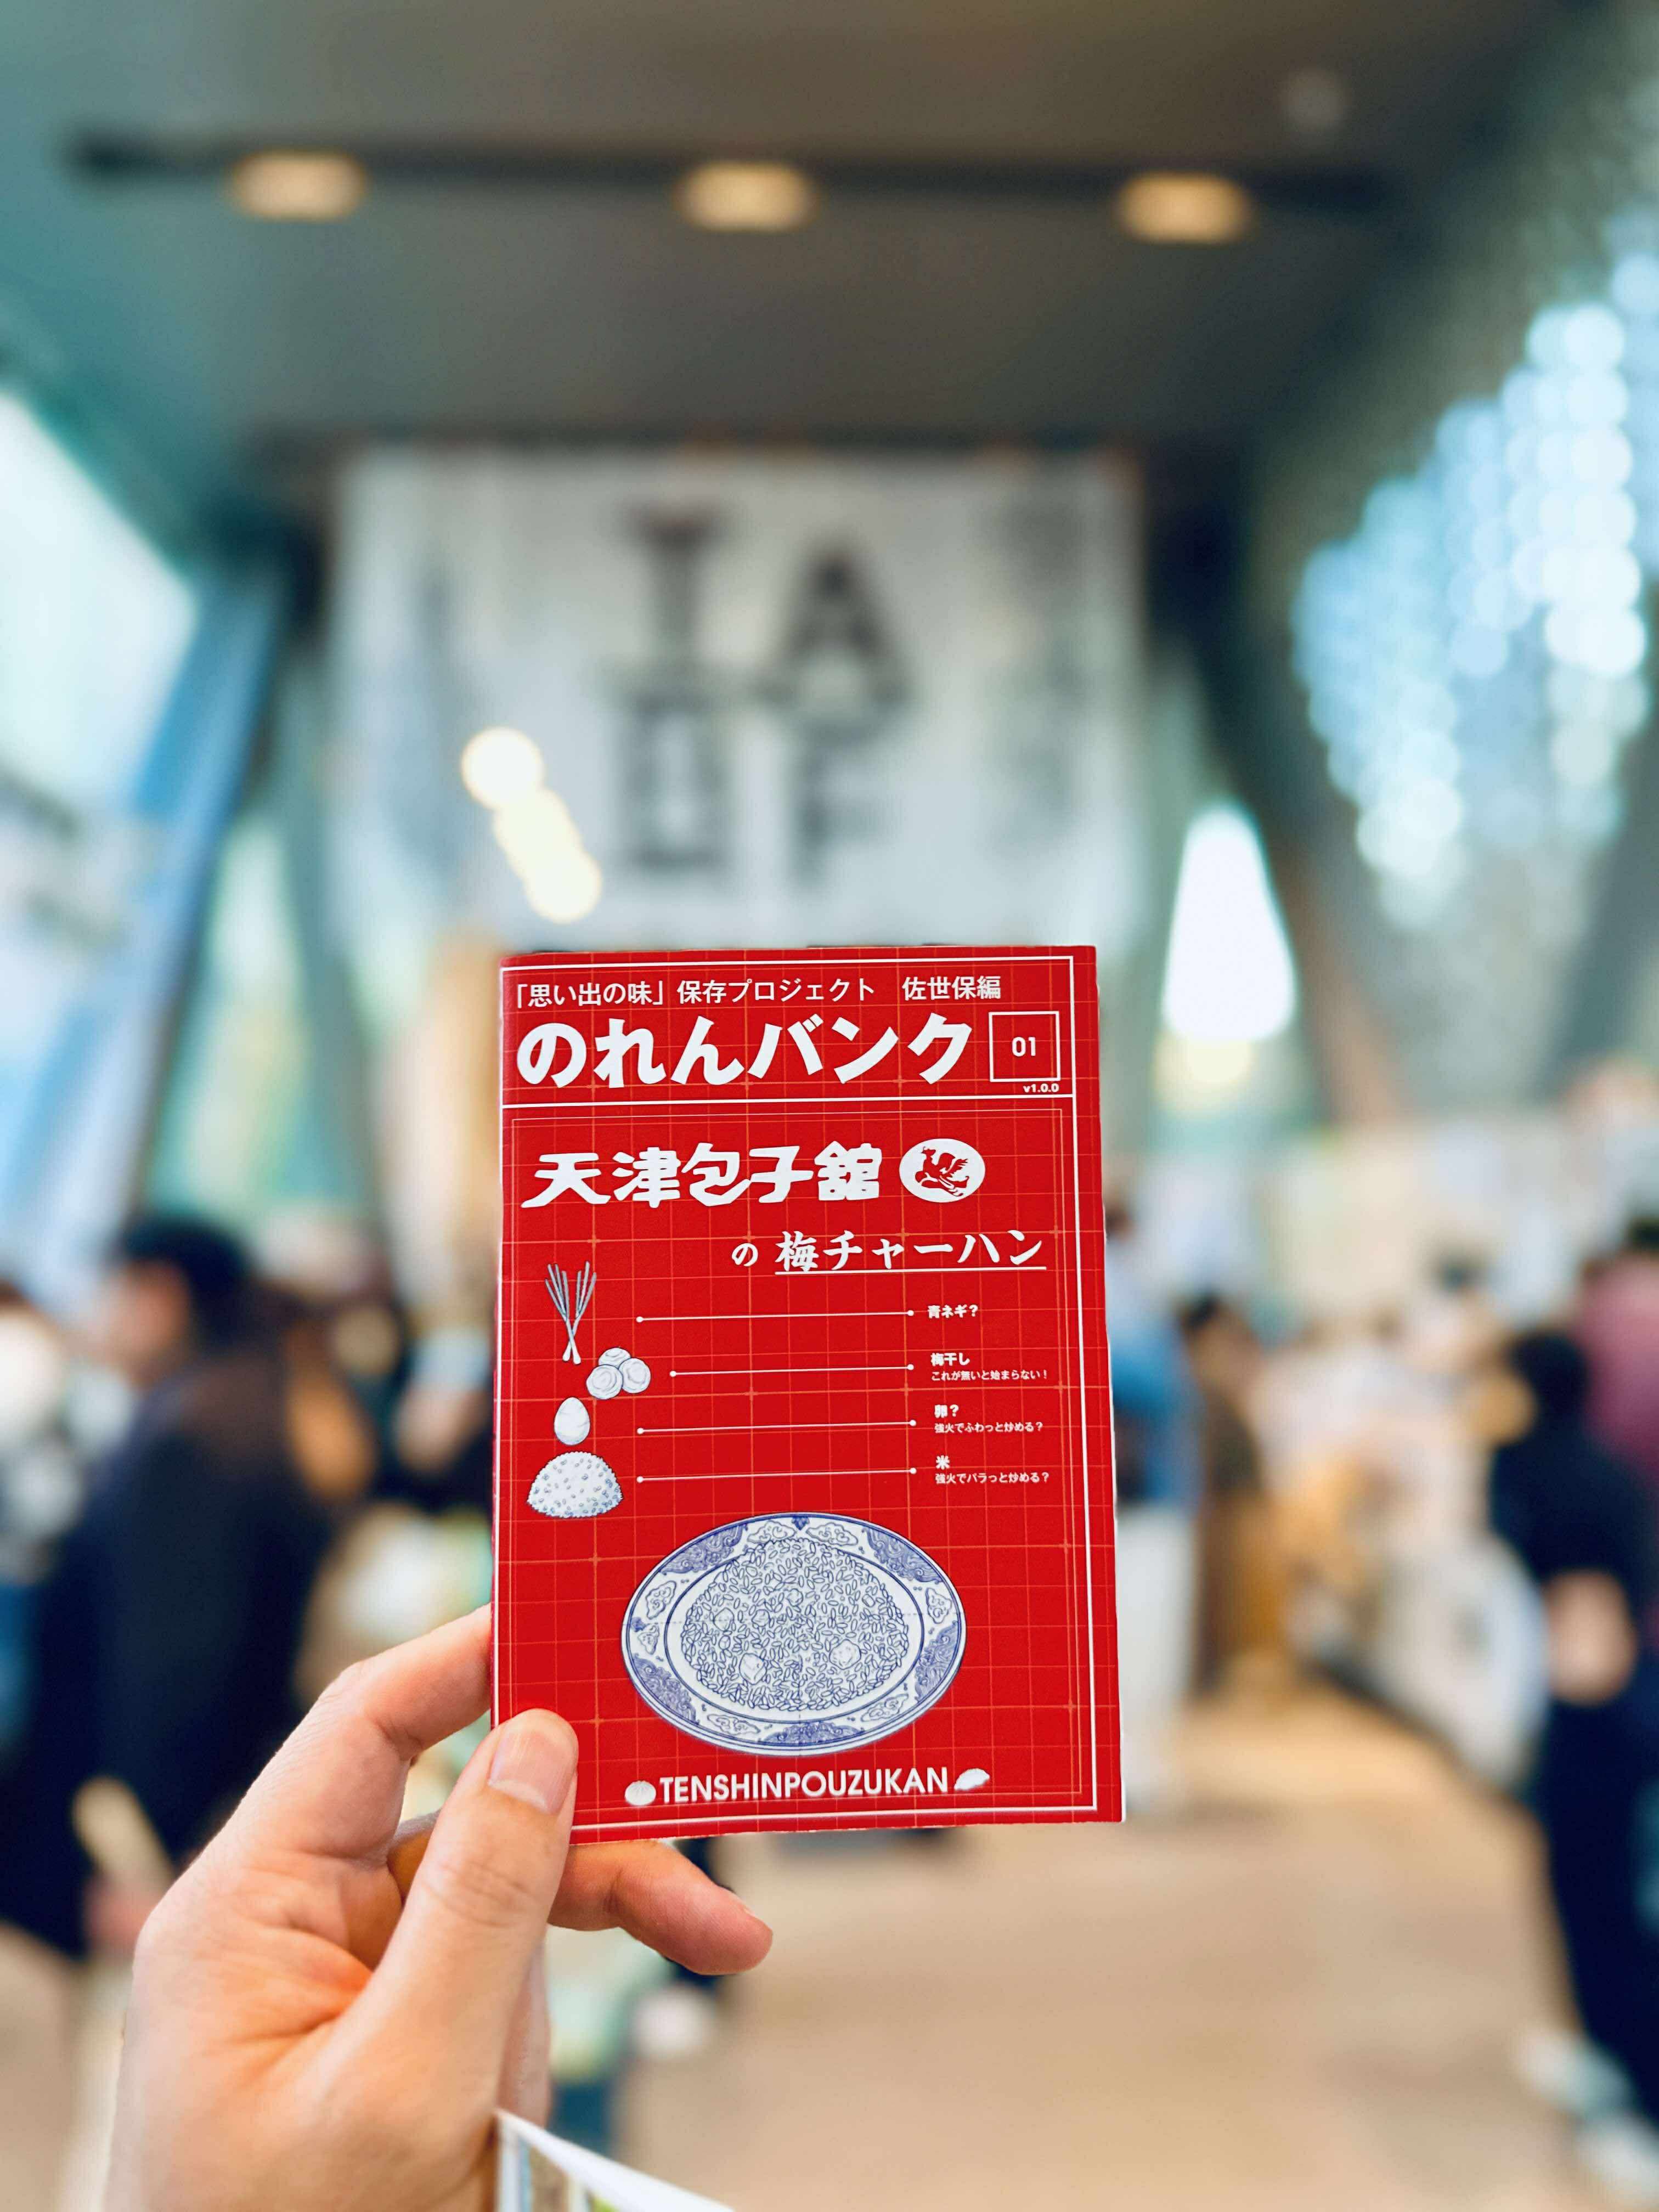 T A
B F
「思い出の味」保存プロジェクト 佐世保編
のれんバンク 01
v1.0.0
天津包子舘
の 梅チャーハン
青ネギ?
梅干し
これが無いと始まらない!
卵?
強火でふわっと炒める?
米
強火でパラっと炒める?
TENSHINPOUZUKAN